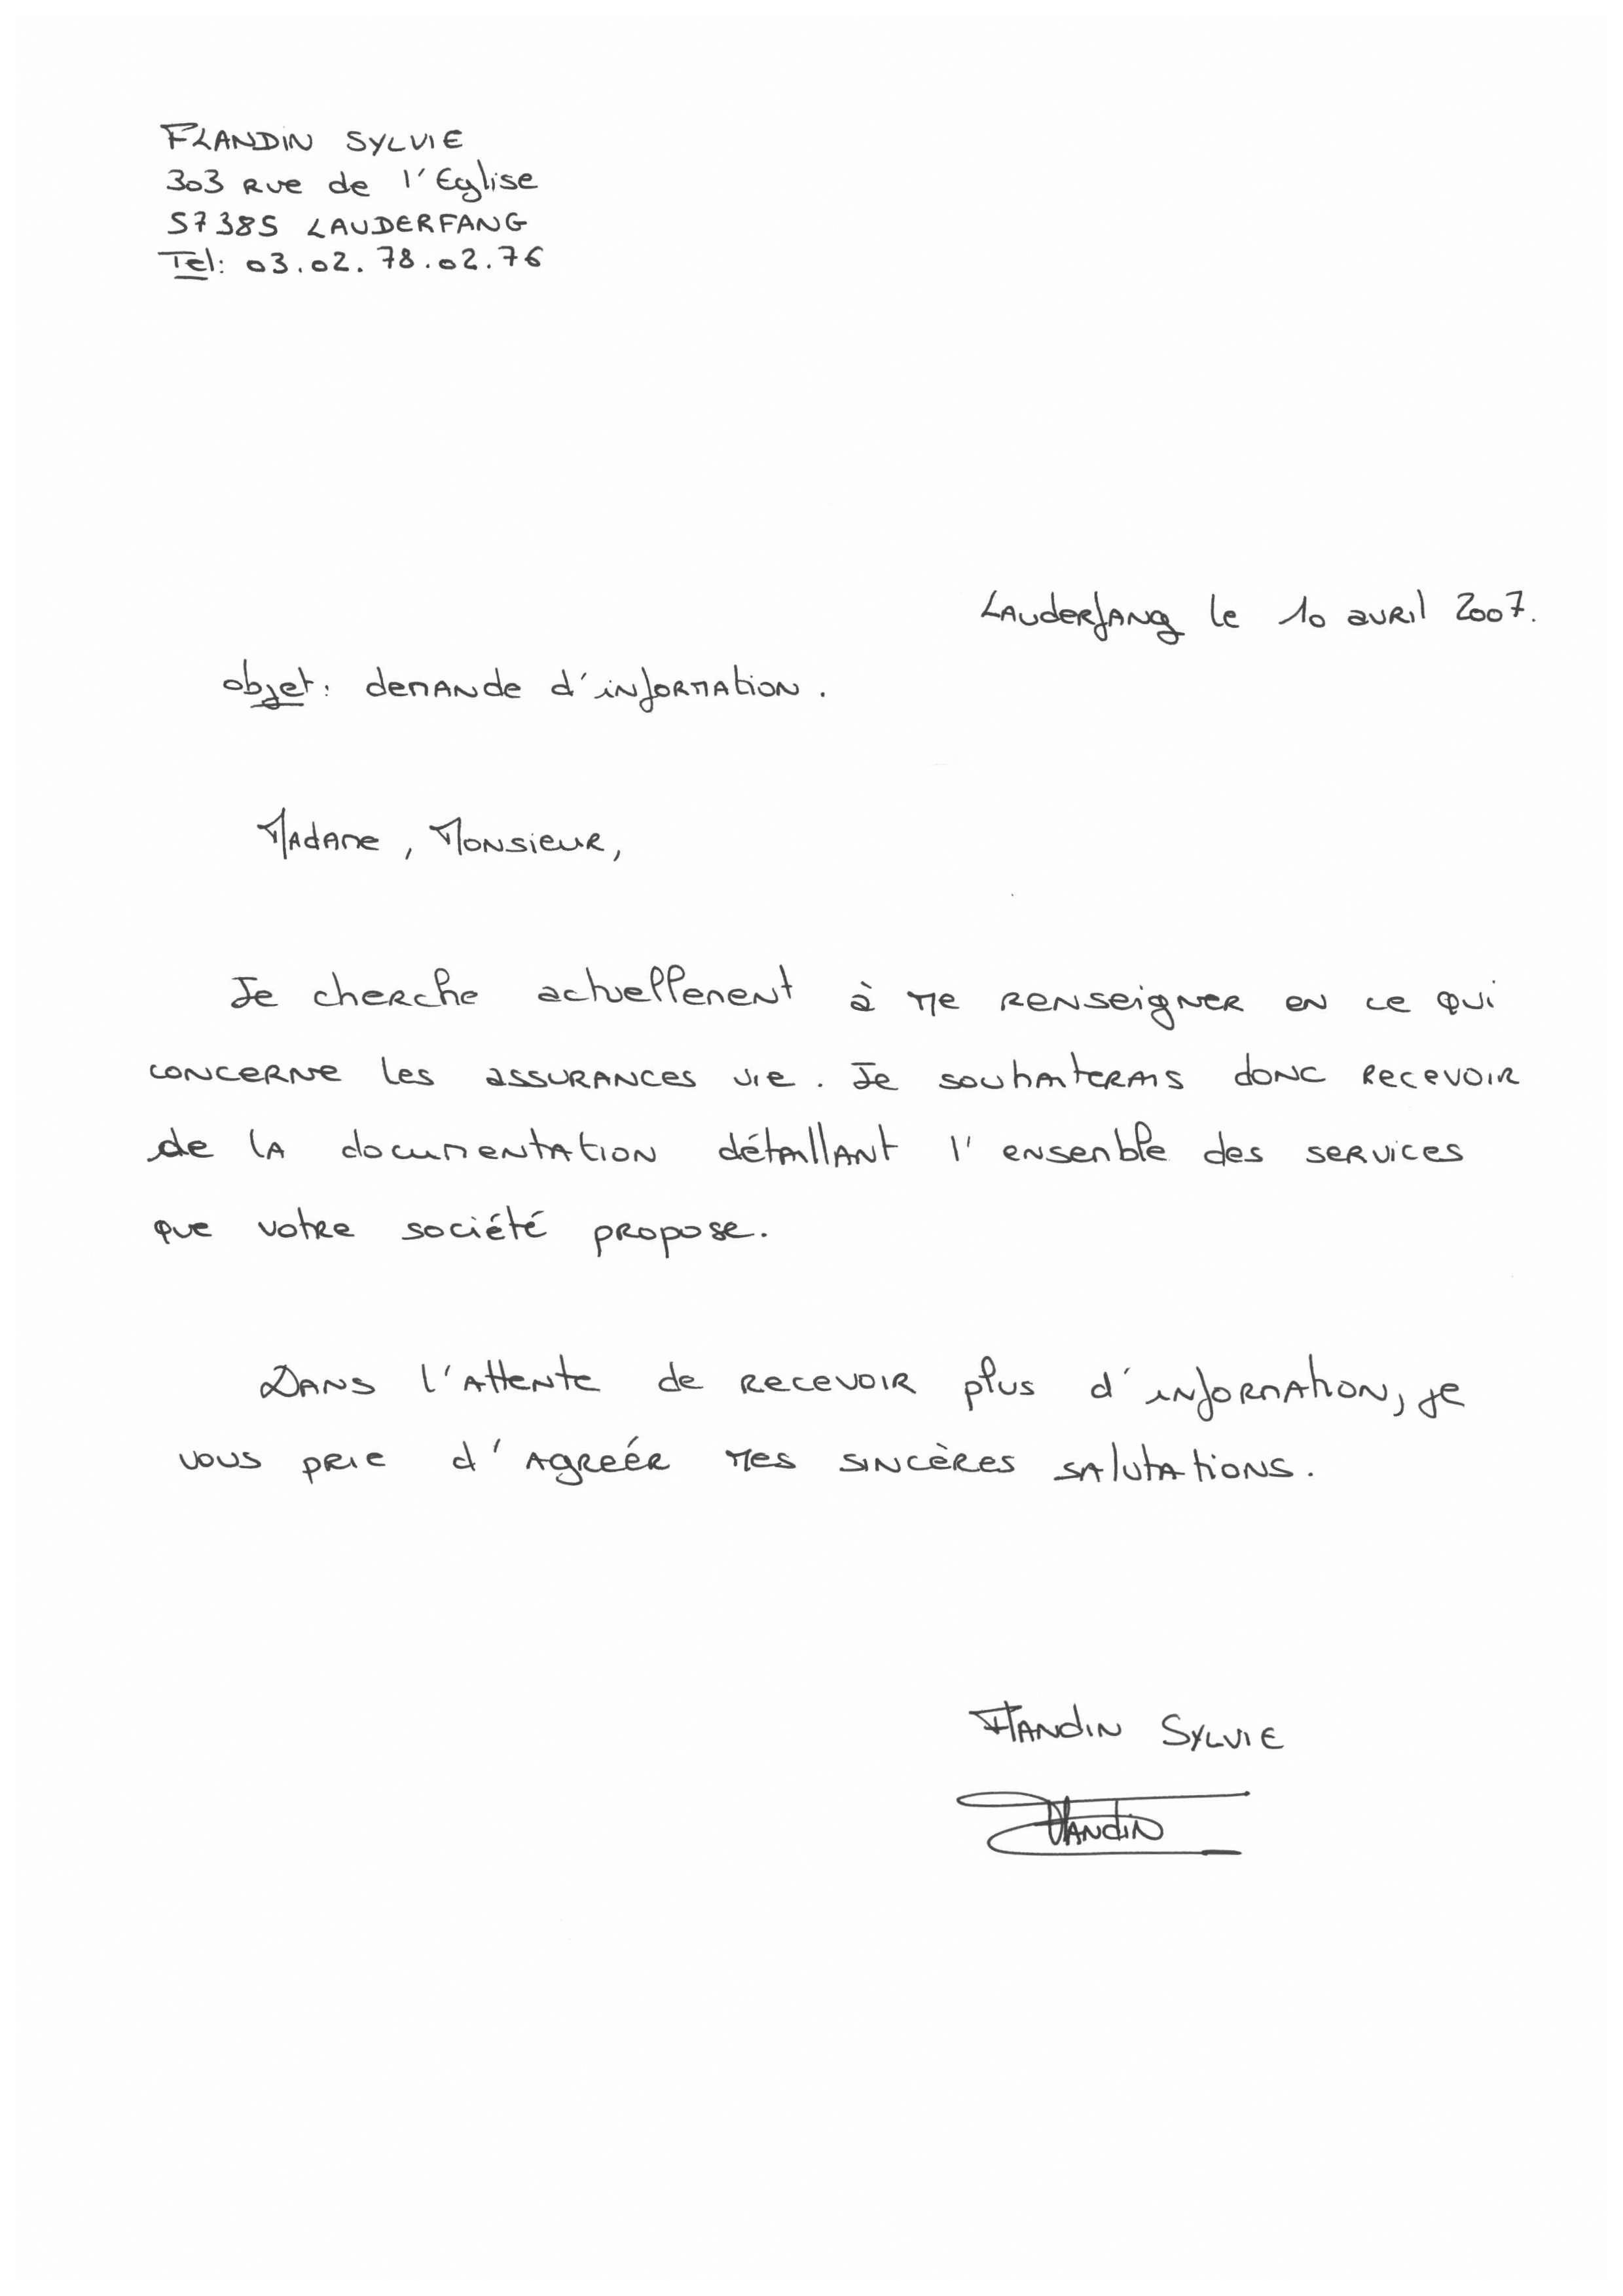 FLANDIN SYLVIE
303 Rue de l'Eglise
57385 LAUDERFANG
Tel: 03.02.78.02.76
Lauderfang le 10 avril 2007.
objet: demande d'information.
Madame, Monsieur,
Je cherche actuellement à me renseigner en ce qui
concerne les assurances vie. Je souhaiterais donc recevoir
de la documentation détaillant l'ensemble des services
que votre société propose.
Dans l'attente de recevoir plus d'information, je
vous prie d'agreér mes sincères salutations.
Flandin Sylvie
Flandin